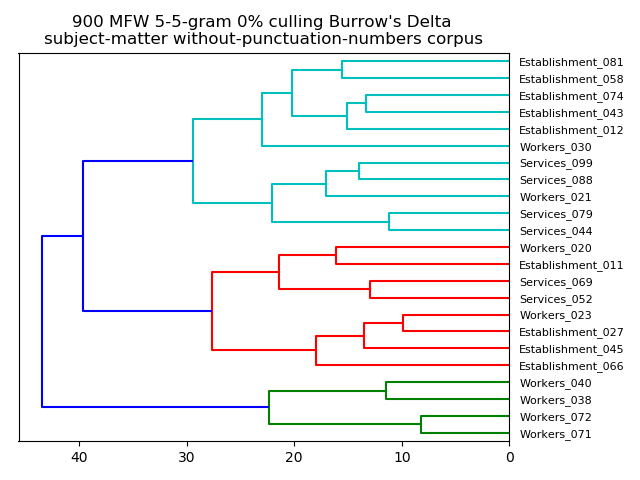 900 MFW 5-5-gram 0% culling Burrow's Delta
subject-matter without-punctuation-numbers corpus
Establishment_081
Establishment_058
Establishment_074
Establishment_043
Establishment_012
Workers_030
Services_099
Services_088
Workers_021
Services_079
Services_044
Workers_020
Establishment_011
Services_069
Services_052
Workers_023
Establishment_027
Establishment_045
Establishment_066
Workers_040
Workers_038
Workers_072
Workers_071
40 30 20 10 0